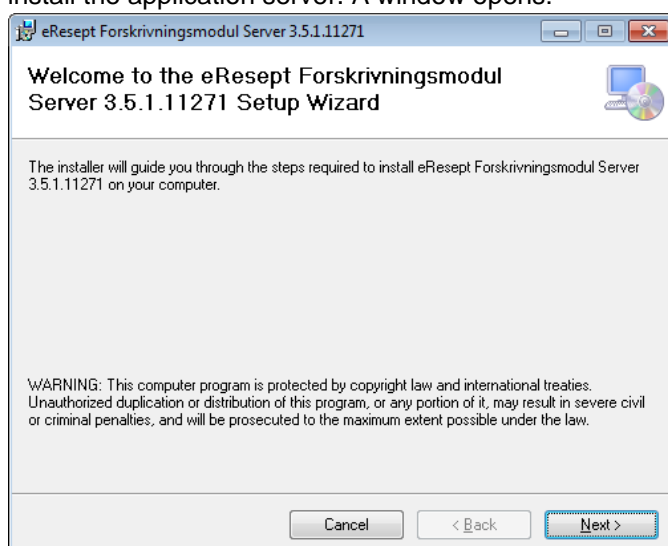 install the application server. A window opens.
eResept Forskrivningsmodul Server 3.5.1.11271
Welcome to the eResept Forskrivningsmodul
Server 3.5.1.11271 Setup Wizard
The installer will guide you through the steps required to install eResept Forskrivningsmodul Server
3.5.1.11271 on your computer.
WARNING: This computer program is protected by copyright law and international treaties.
Unauthorized duplication or distribution of this program, or any portion of it, may result in severe civil
or criminal penalties, and will be prosecuted to the maximum extent possible under the law.
Cancel < Back Next >